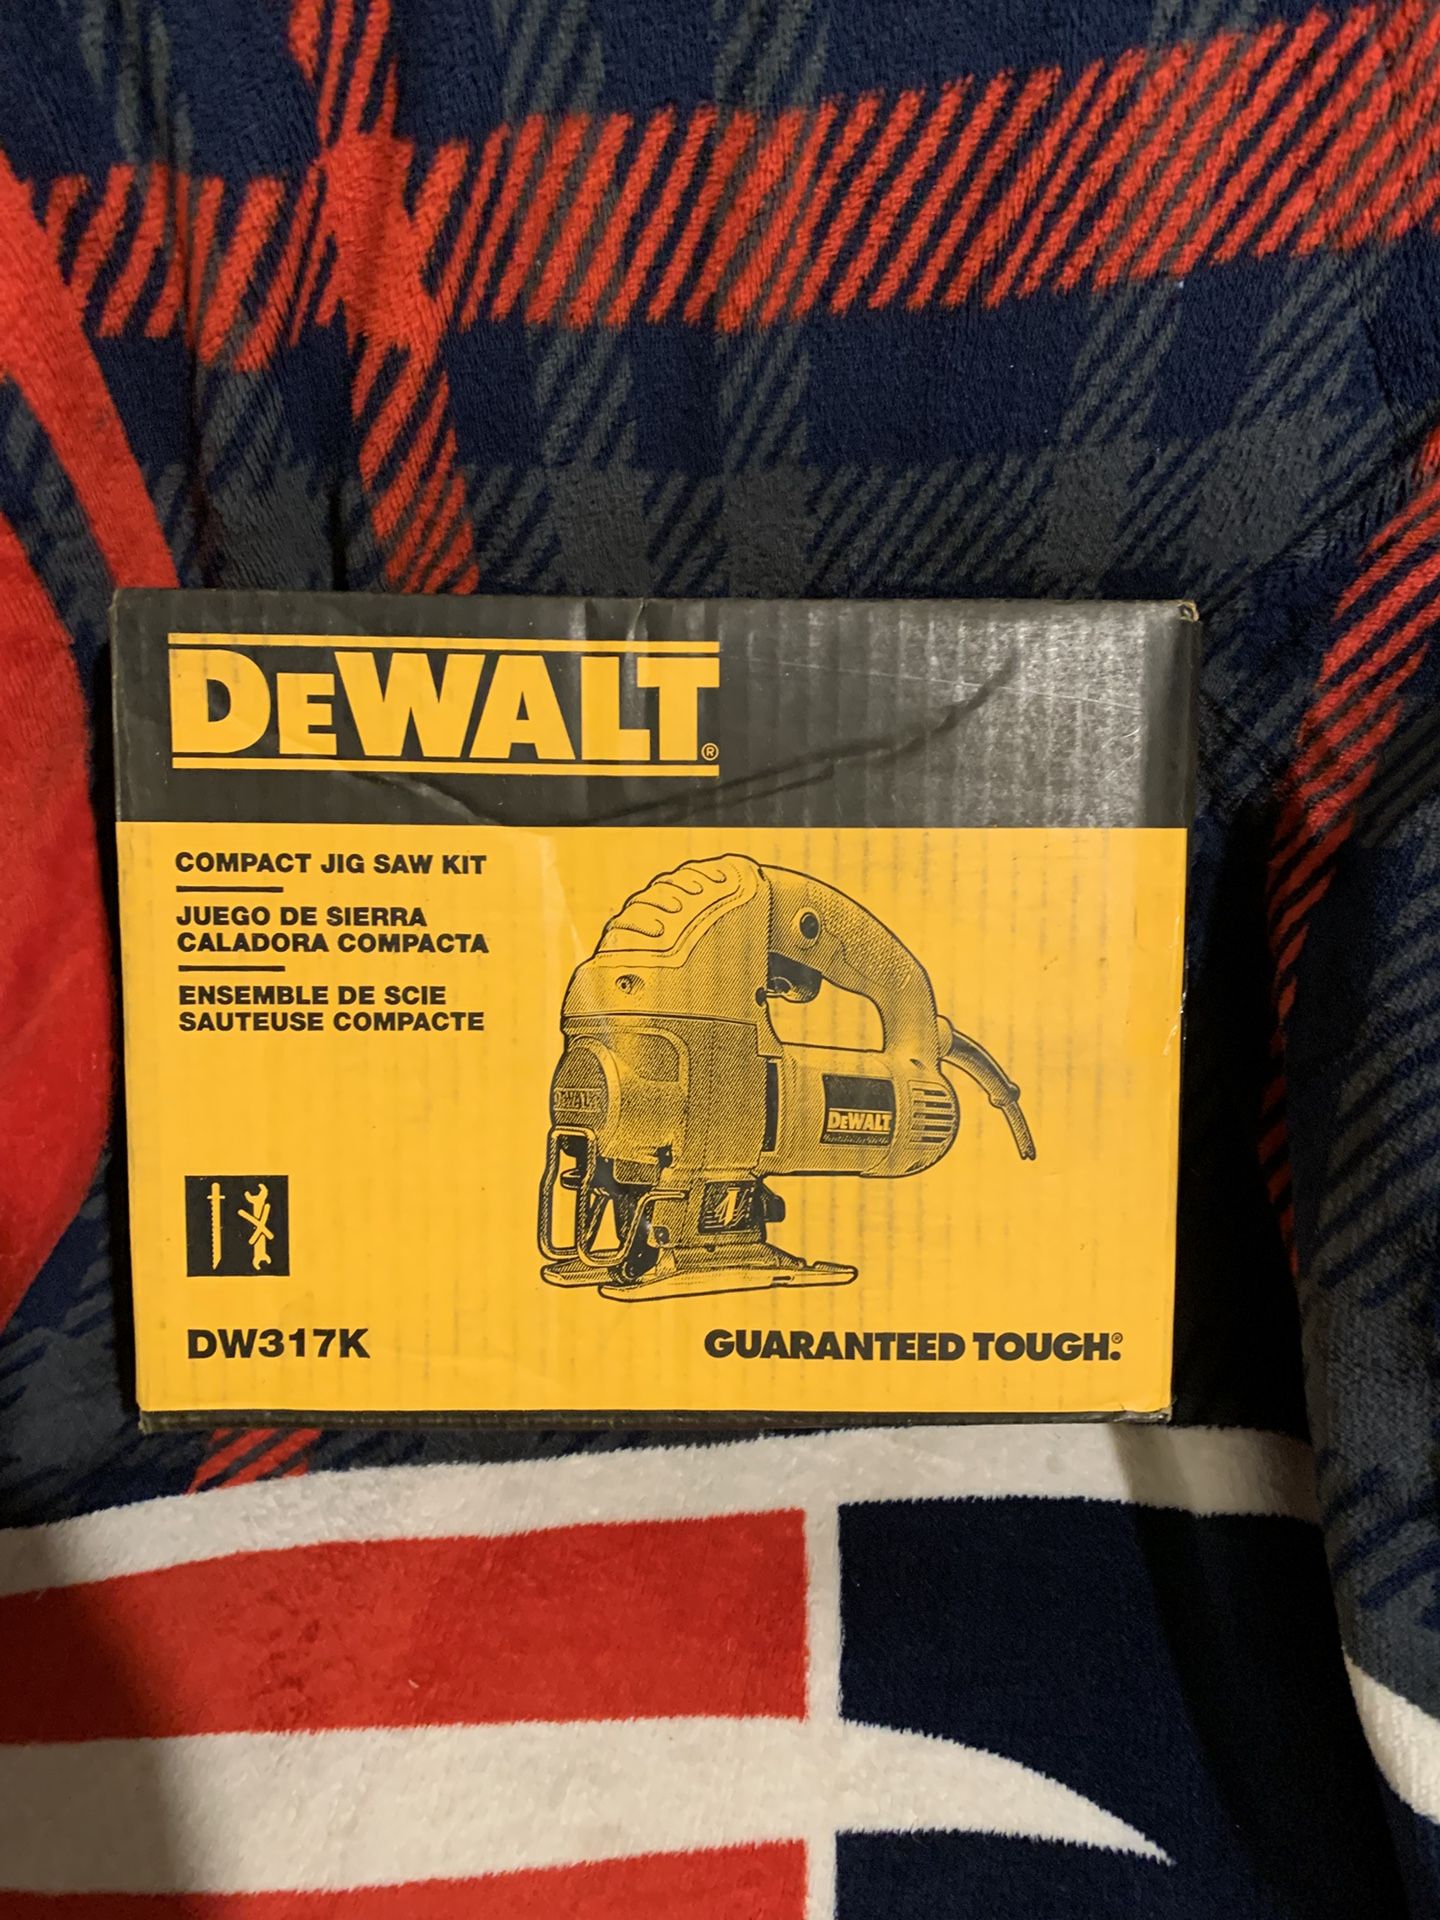 DEWALT®
COMPACT JIG SAW KIT
JUEGO DE SIERRA
CALADORA COMPACTA
ENSEMBLE DE SCIE
SAUTEUSE COMPACTE
DEWALT
DEWALT
DW317K
GUARANTEED TOUGH.®